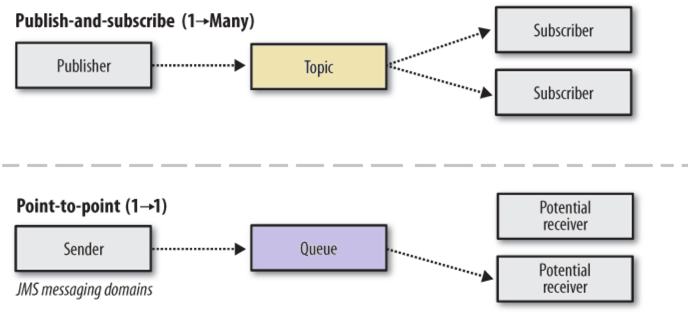 Publish-and-subscribe (1→Many)
Publisher
Topic
Subscriber
Subscriber
Point-to-point (1→1)
Sender
Queue
Potential
receiver
Potential
receiver
JMS messaging domains